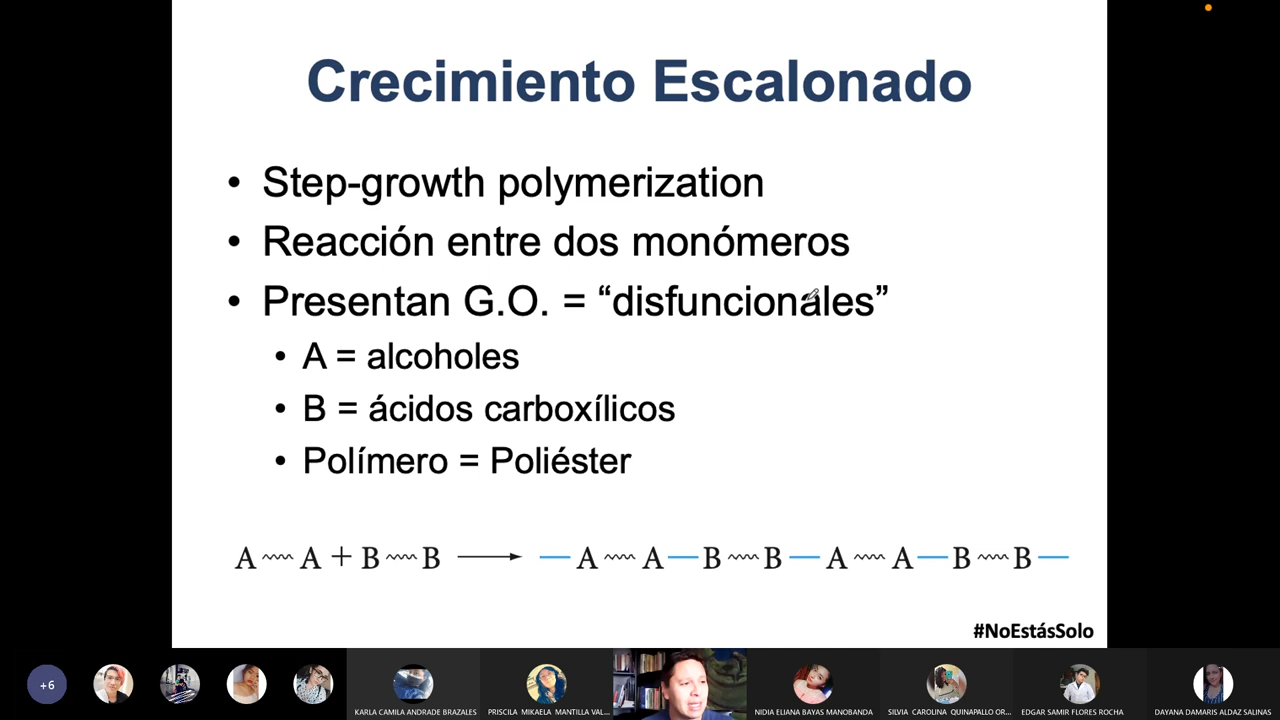 Crecimiento Escalonado
• Step-growth polymerization
• Reacción entre dos monómeros
• Presentan G.O. = “disfuncionales”
• A = alcoholes
• B = ácidos carboxílicos
• Polímero = Poliéster
A A + B B → A A B B A A B B
#NoEstásSolo
+6
KARLA CAMILA ANDRADE BRAZALES
PRISCILA MIKAELA MANTILLA VAL...
NIDIA ELIANA BAYAS MANOBANDA
SILVIA CAROLINA QUINAPALLO OR...
EDGAR SAMIR FLORES ROCHA
DAYANA DAMARIS ALDAZ SALINAS